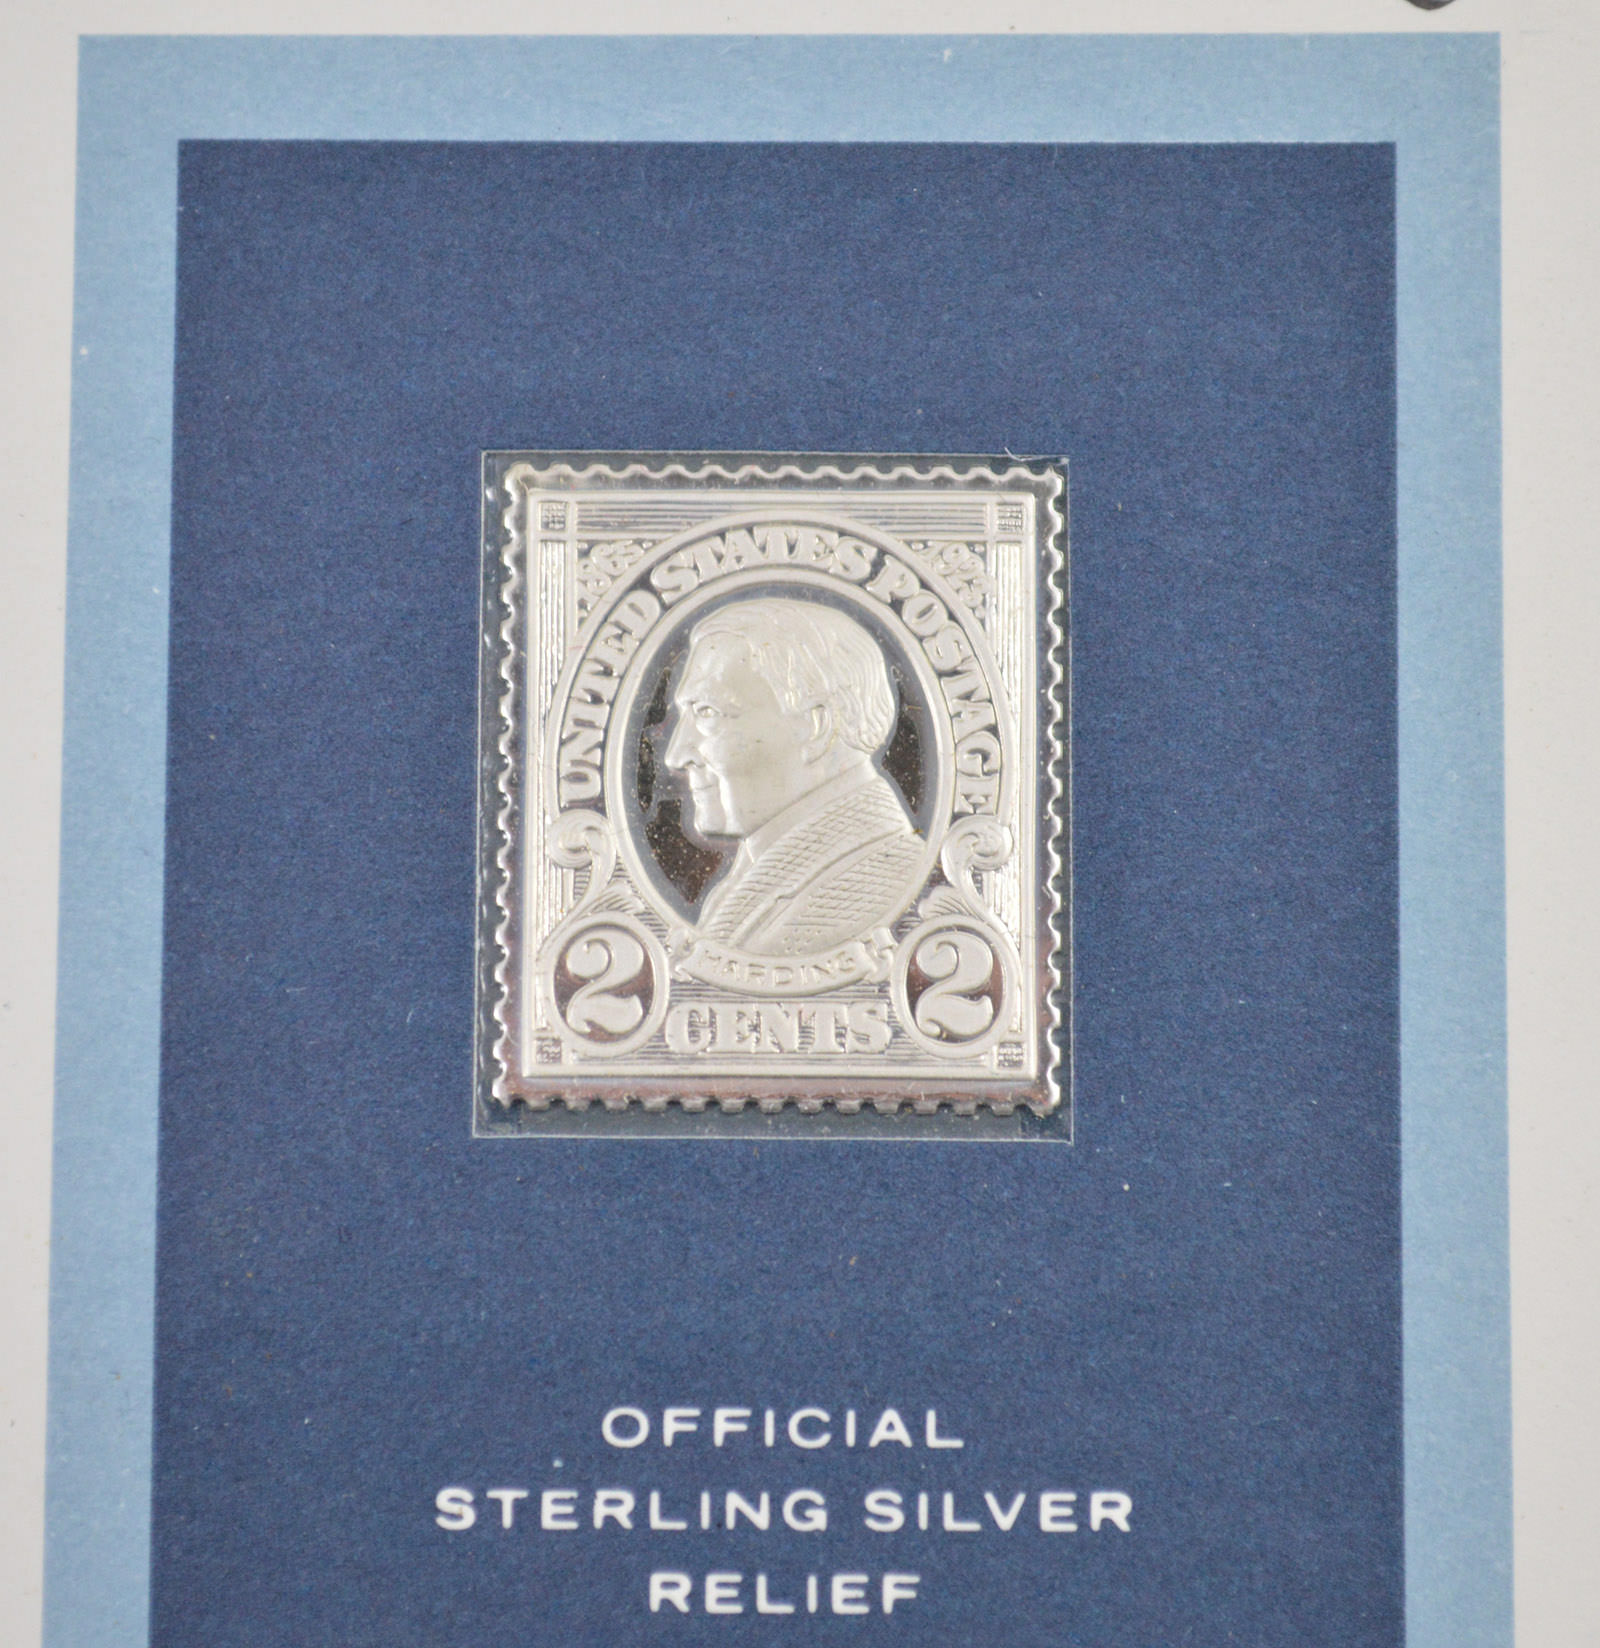 1865 1923
UNITED STATES POSTAGE
HARDING
2 CENTS 2
OFFICIAL
STERLING SILVER
RELIEF